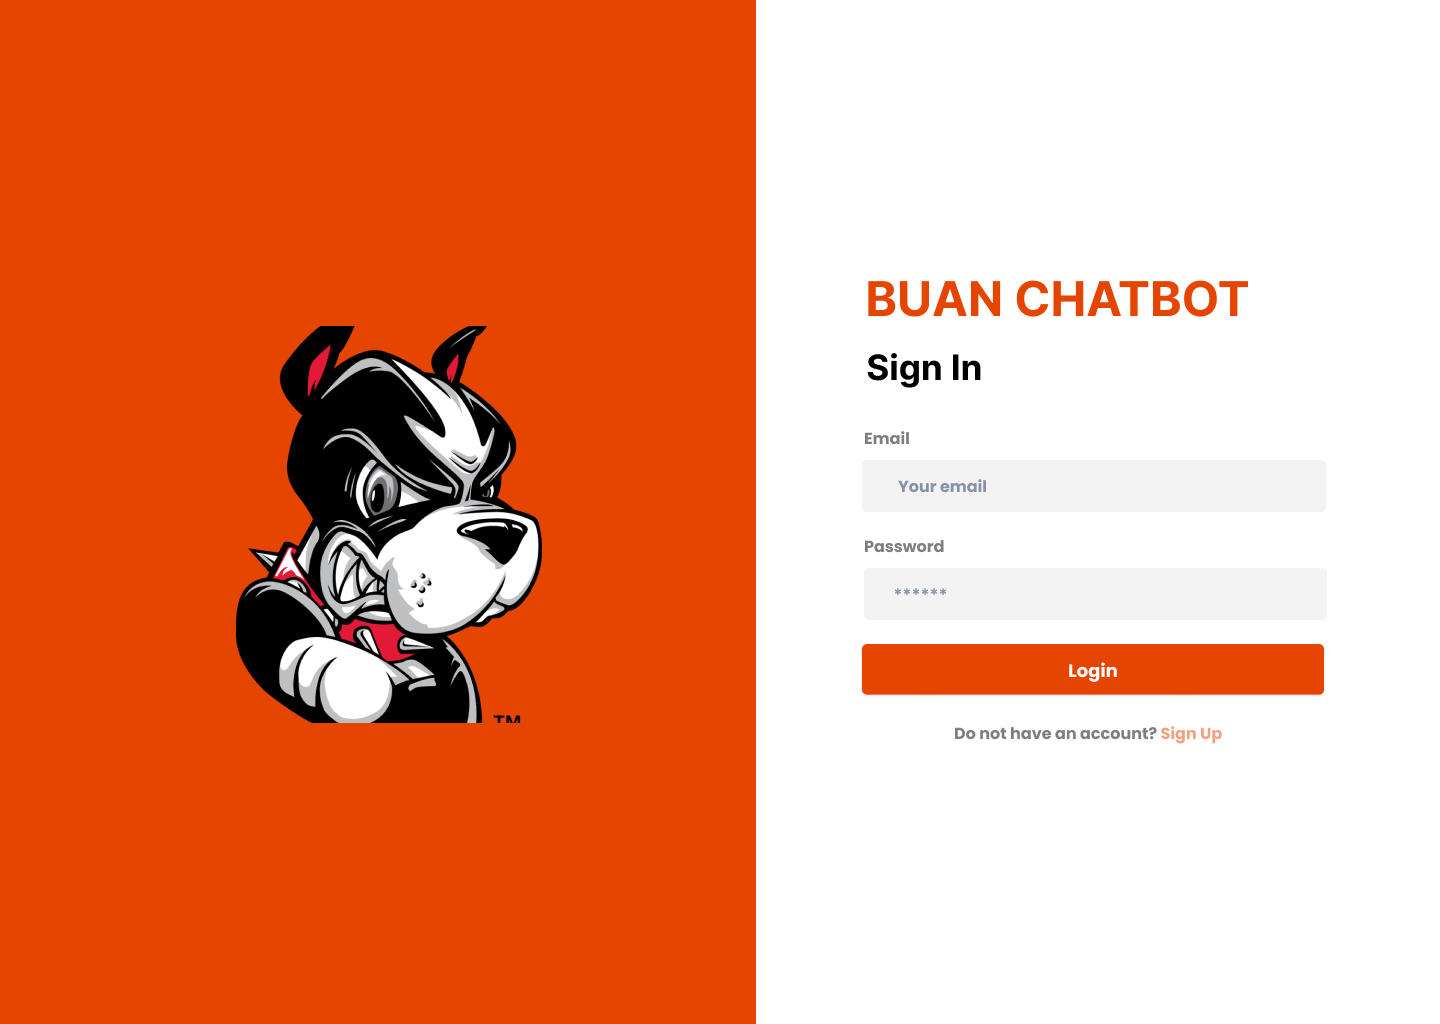 BUAN CHATBOT
Sign In
Email
Your email
Password
******
Login
Do not have an account? Sign Up
TM